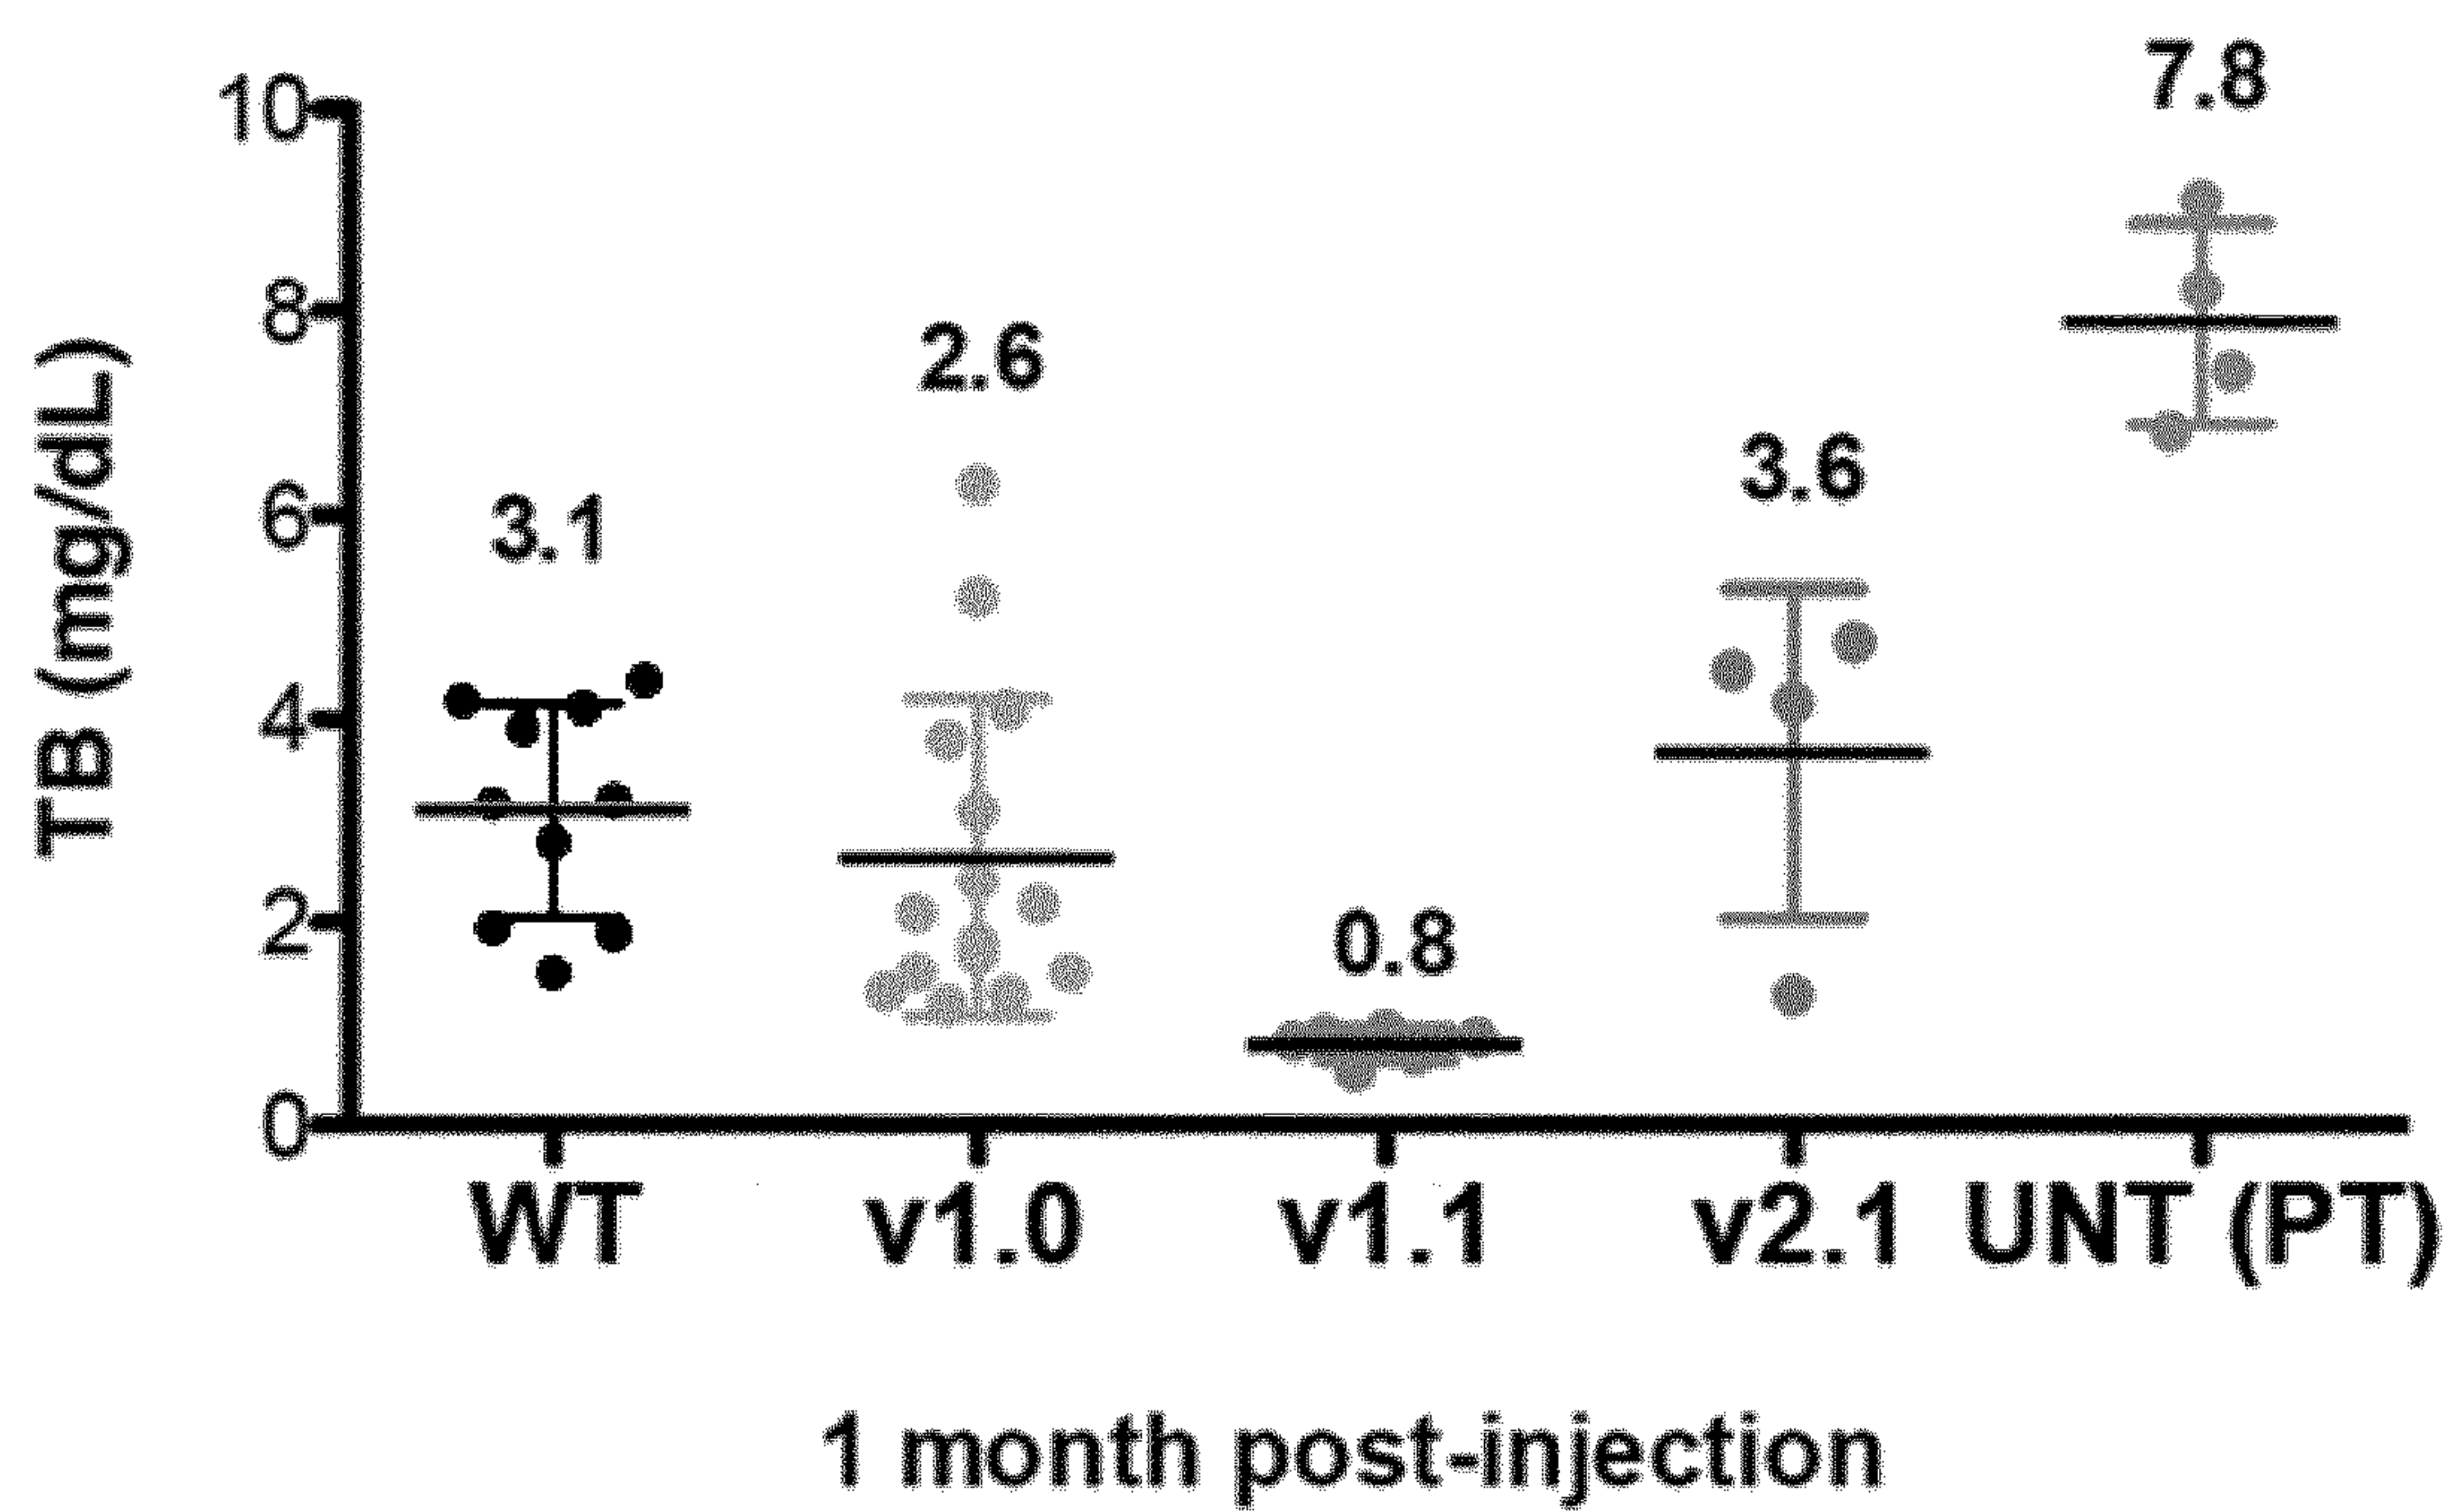 TB (mg/dL)
10
8
6
4
2
0
3.1
2.6
0.8
3.6
7.8
WT
v1.0
v1.1
v2.1
UNT (PT)
1 month post-injection